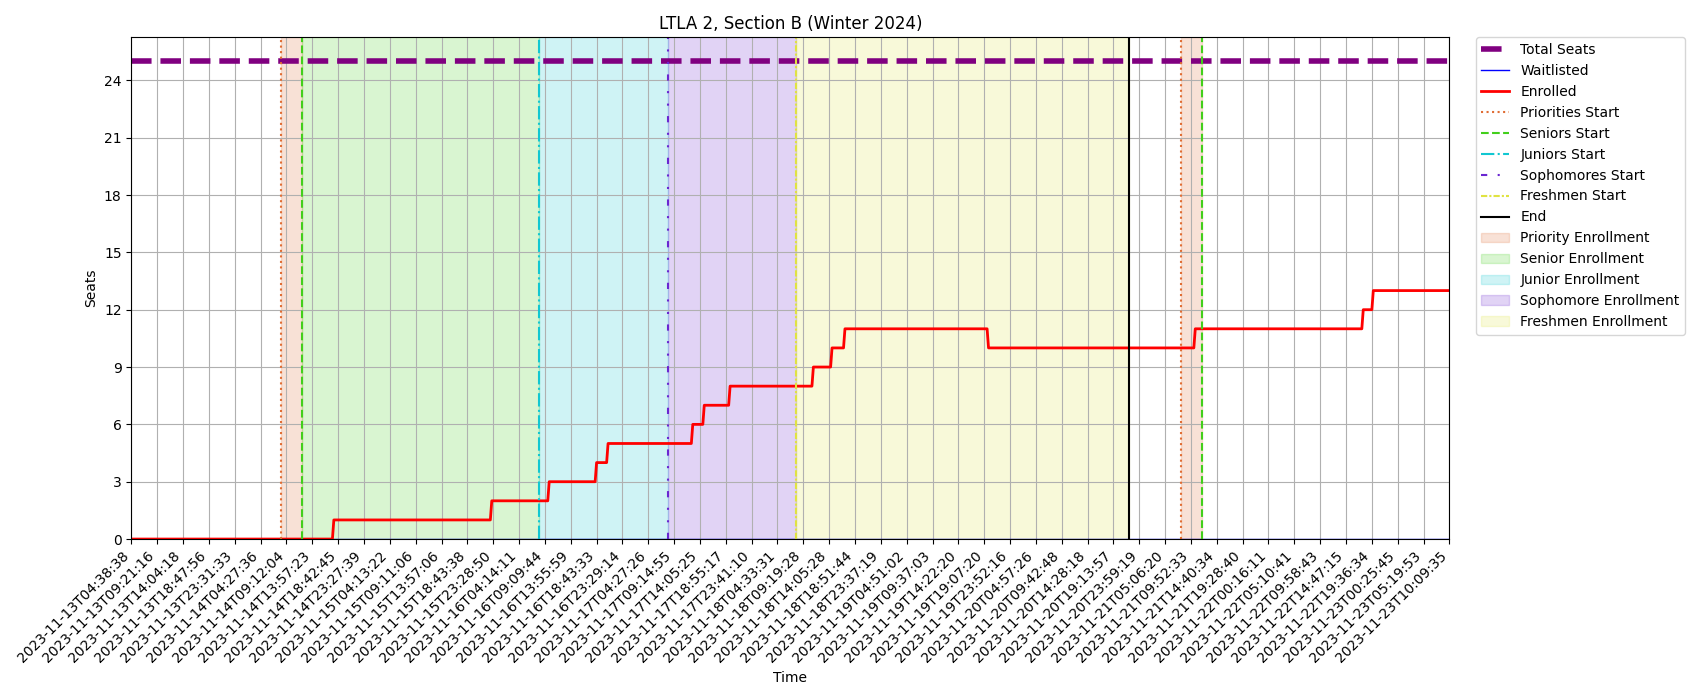 LTLA 2, Section B (Winter 2024)
Total Seats
Waitlisted
Enrolled
Priorities Start
Seniors Start
Juniors Start
Sophomores Start
Freshmen Start
End
Priority Enrollment
Senior Enrollment
Junior Enrollment
Sophomore Enrollment
Freshmen Enrollment
Seats
24
21
18
15
12
9
6
3
0
2023-11-13T04:38:38
2023-11-13T09:21:16
2023-11-13T14:04:18
2023-11-13T18:47:56
2023-11-13T23:31:33
2023-11-14T04:27:36
2023-11-14T09:12:04
2023-11-14T13:57:23
2023-11-14T18:42:45
2023-11-14T23:27:39
2023-11-15T04:13:22
2023-11-15T09:11:06
2023-11-15T13:57:06
2023-11-15T18:43:38
2023-11-15T23:28:50
2023-11-16T04:14:11
2023-11-16T09:09:44
2023-11-16T13:55:59
2023-11-16T18:43:33
2023-11-16T23:29:14
2023-11-17T04:27:26
2023-11-17T09:14:55
2023-11-17T14:05:25
2023-11-17T18:55:17
2023-11-17T23:41:10
2023-11-18T04:33:31
2023-11-18T09:19:28
2023-11-18T14:05:28
2023-11-18T18:51:44
2023-11-18T23:37:19
2023-11-19T04:51:02
2023-11-19T09:37:03
2023-11-19T14:22:20
2023-11-19T19:07:20
2023-11-19T23:52:16
2023-11-20T04:57:26
2023-11-20T09:42:48
2023-11-20T14:28:18
2023-11-20T19:13:57
2023-11-20T23:59:19
2023-11-21T05:06:20
2023-11-21T09:52:33
2023-11-21T14:40:34
2023-11-21T19:28:40
2023-11-22T00:16:11
2023-11-22T05:10:41
2023-11-22T09:58:43
2023-11-22T14:47:15
2023-11-22T19:36:34
2023-11-23T00:25:45
2023-11-23T05:19:53
2023-11-23T10:09:35
Time